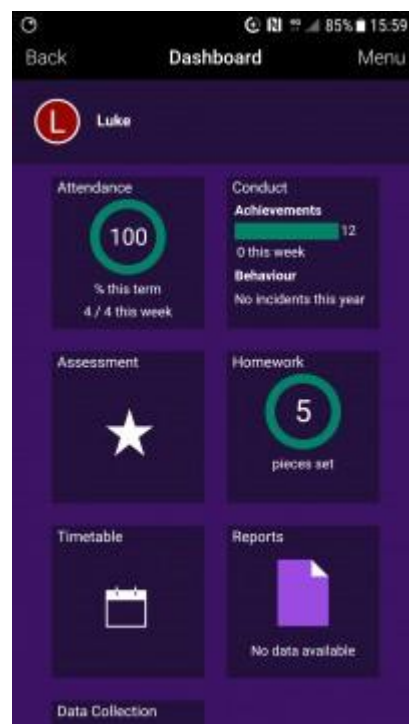 85% 15:59
Back Dashboard Menu
L Luke
Attendance
100
% this term
4 / 4 this week
Conduct
Achievements
12
0 this week
Behaviour
No incidents this year
Assessment
Homework
5
pieces set
Timetable
Reports
No data available
Data Collection